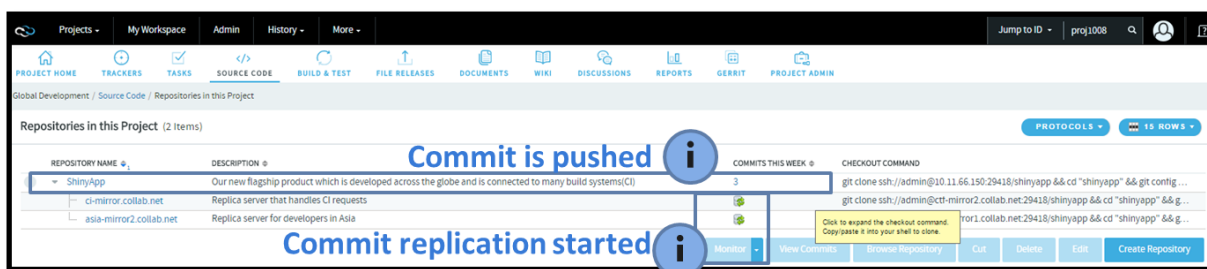 Projects My Workspace Admin History More Jump to ID proj1008
PROJECT HOME TRACKERS TASKS SOURCE CODE BUILD & TEST FILE RELEASES DOCUMENTS WIKI DISCUSSIONS REPORTS GERRIT PROJECT ADMIN
Global Development / Source Code / Repositories in this Project
Repositories in this Project (2 Items) PROTOCOLS 15 ROWS
Commit is pushed i
REPOSITORY NAME 1 DESCRIPTION COMMITS THIS WEEK CHECKOUT COMMAND
ShinyApp Our new flagship product which is developed across the globe and is connected to many build systems(CI) 3 git clone ssh://admin@10.11.66.150:29418/shinyapp && cd "shinyapp" && git config ...
ci-mirror.collab.net Replica server that handles CI requests git clone ssh://admin@ctf-mirror2.collab.net:29418/shinyapp && cd "shinyapp" && g...
asia-mirror2.collab.net Replica server for developers in Asia ror1.collab.net:29418/shinyapp && cd "shinyapp" && g...
Click to expand the checkout command.
Copy/paste it into your shell to clone.
Commit replication started i
Monitor View Commits Browse Repository Cut Delete Edit Create Repository